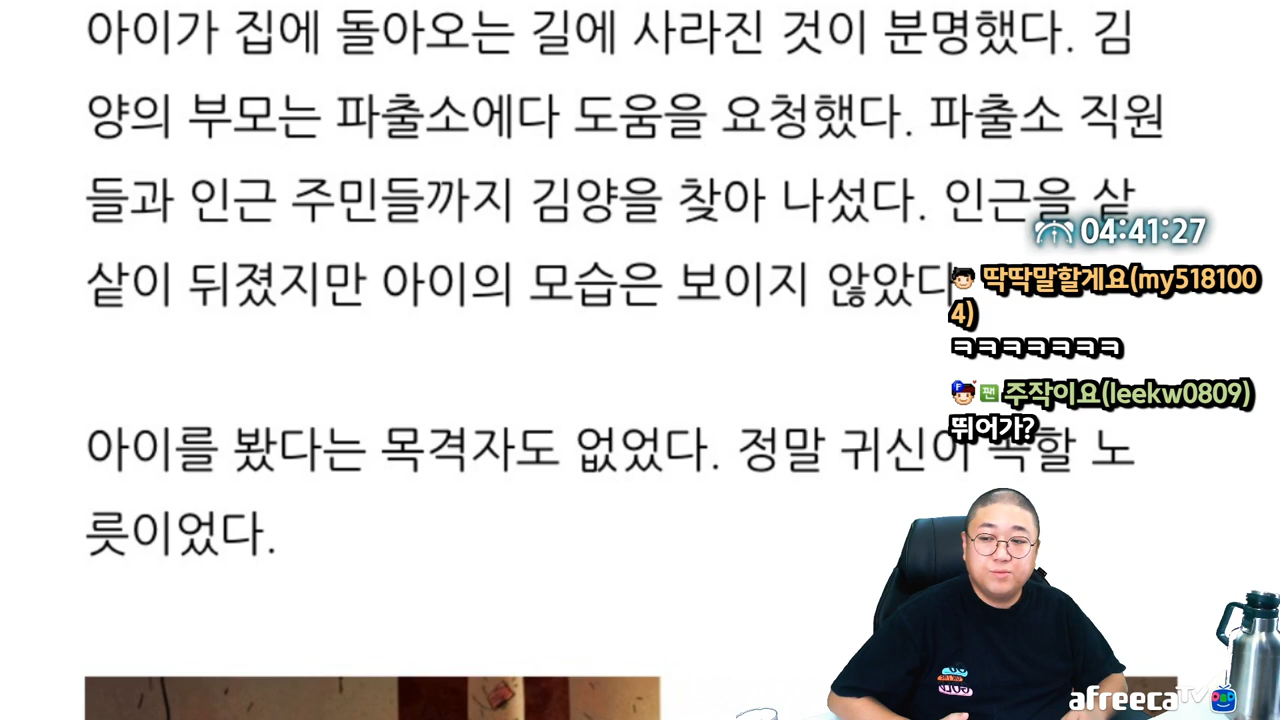 아이가 집에 돌아오는 길에 사라진 것이 분명했다. 김
양의 부모는 파출소에다 도움을 요청했다. 파출소 직원
들과 인근 주민들까지 김양을 찾아 나섰다. 인근을 샅
샅이 뒤졌지만 아이의 모습은 보이지 않았다
04:41:27
딱딱말할게요(my518100
4)
ㅋㅋㅋㅋㅋㅋㅋ
팬 주작이요(leekw0809)
뛰어가?
아이를 봤다는 목격자도 없었다. 정말 귀신이 할 노
릇이었다.
afreecaTV